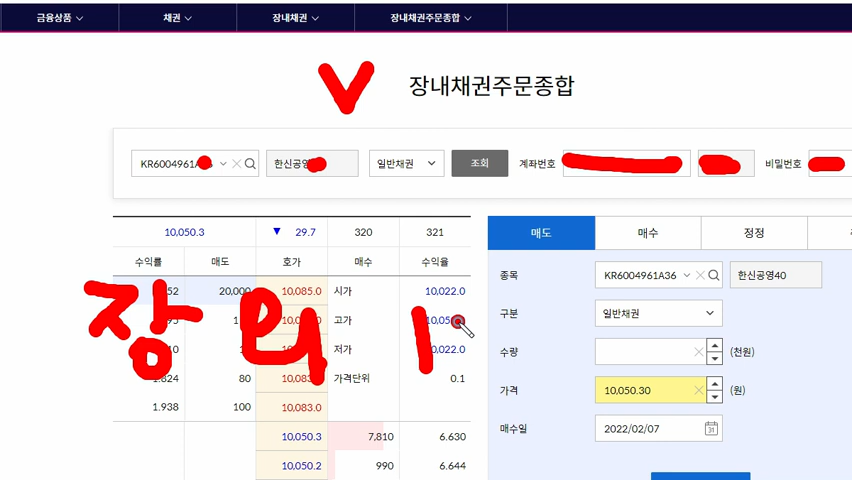 금융상품 채권 장내채권 장내채권주문종합
장내채권주문종합
KR6004961A 한신공영 일반채권 조회 계좌번호 비밀번호
10,050.3 ▼ 29.7 320 321
매도 매수 정정
수익률 매도 호가 매수 수익율
종목 KR6004961A36 한신공영40
20,000 10,085.0 시가 10,022.0
구분 일반채권
고가
수량 (천원)
저가
1.824 80 가격단위 0.1
가격 10,050.30 (원)
1.938 100 10,083.0
매수일 2022/02/07
10,050.3 7,810 6.630
10,050.2 990 6.644
장